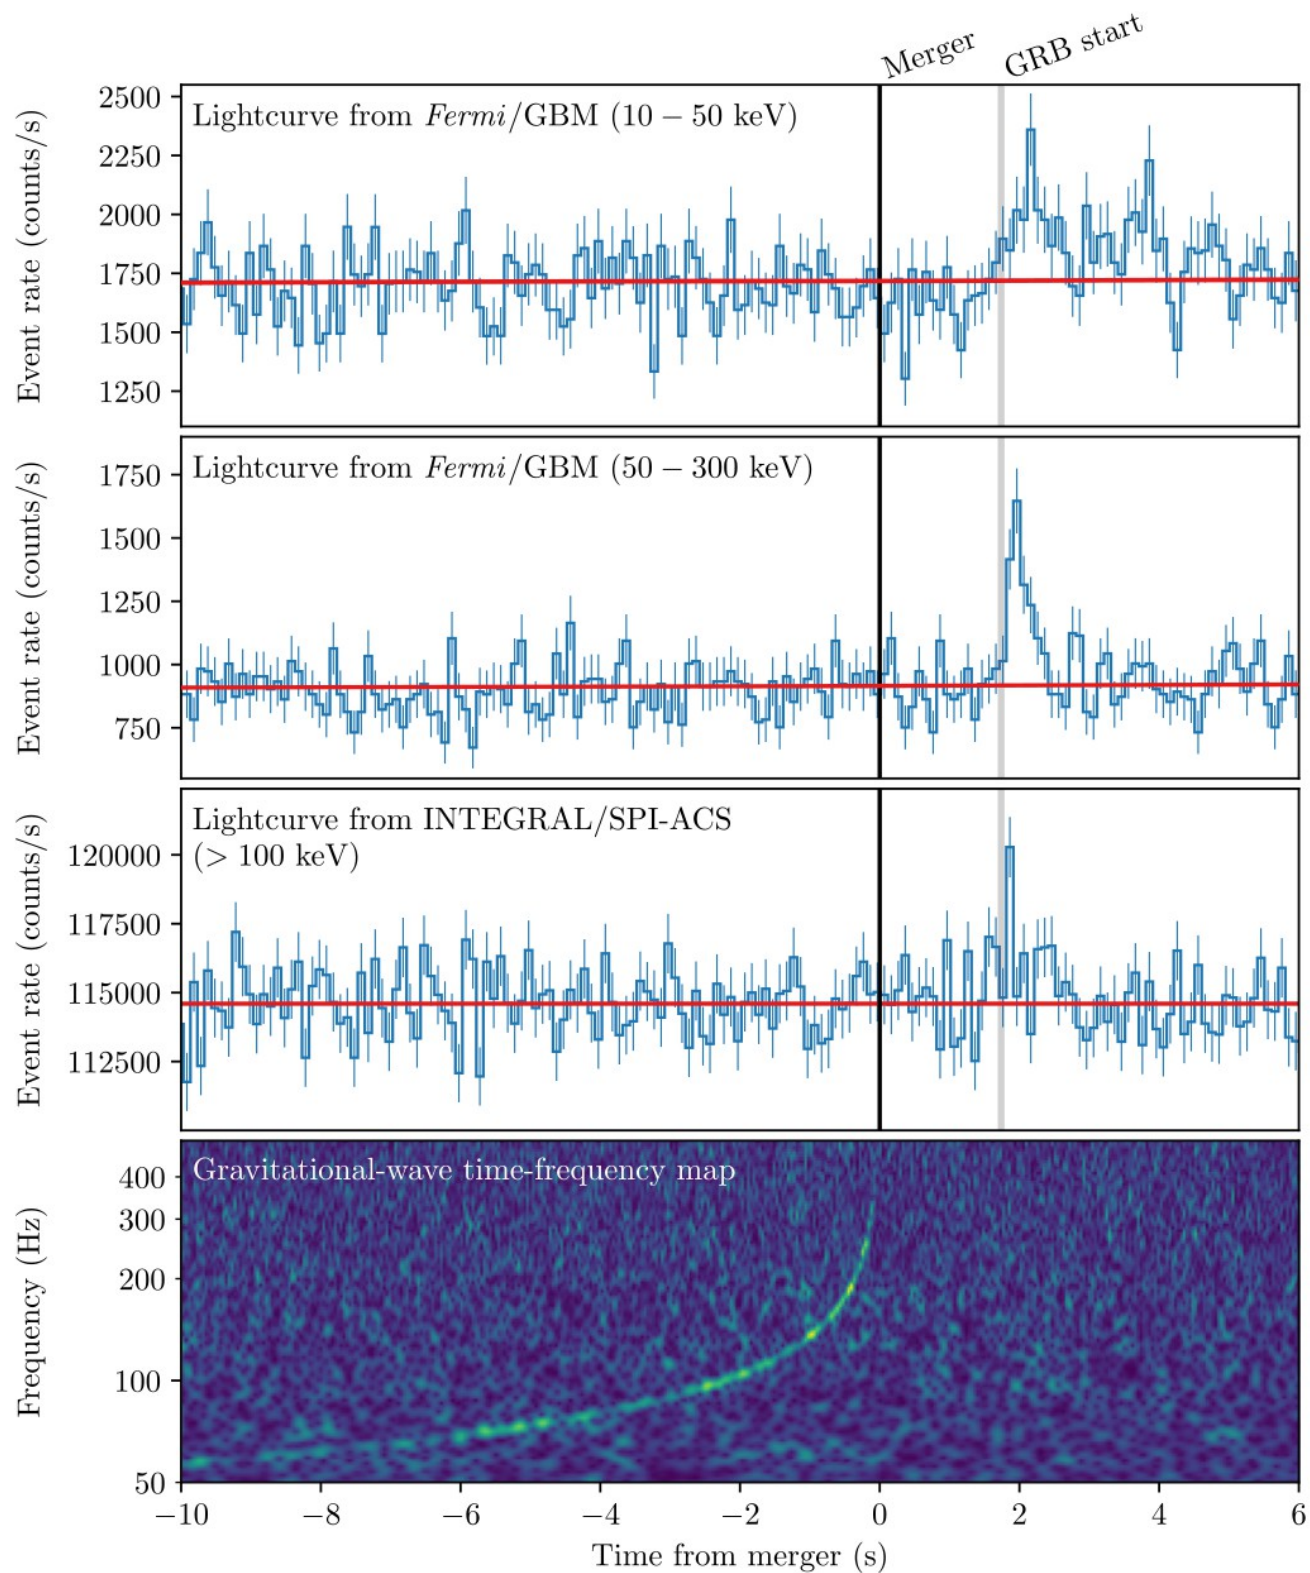 Merger GRB start
Lightcurve from Fermi/GBM (10 − 50 keV)
Event rate (counts/s)
2500
2250
2000
1750
1500
1250
Lightcurve from Fermi/GBM (50 − 300 keV)
Event rate (counts/s)
1750
1500
1250
1000
750
Lightcurve from INTEGRAL/SPI-ACS
(> 100 keV)
Event rate (counts/s)
120000
117500
115000
112500
Gravitational-wave time-frequency map
Frequency (Hz)
400
300
200
100
50
−10 −8 −6 −4 −2 0 2 4 6
Time from merger (s)